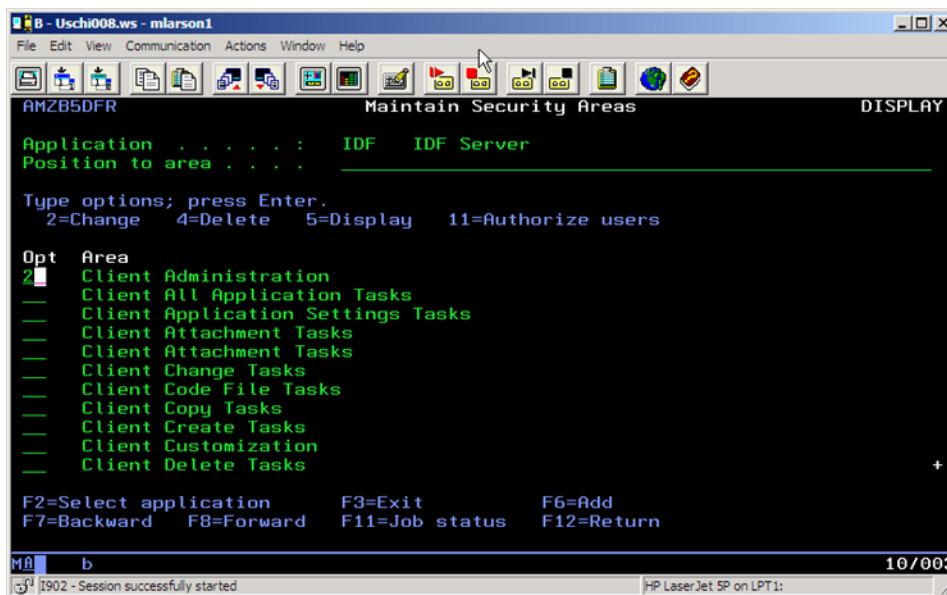 B - Uschi008.ws - mlarson1
File Edit View Communication Actions Window Help
AMZB5DFR Maintain Security Areas DISPLAY
Application . . . . . : IDF IDF Server
Position to area . . . .
Type options; press Enter.
2=Change 4=Delete 5=Display 11=Authorize users
Opt Area
2 Client Administration
Client All Application Tasks
Client Application Settings Tasks
Client Attachment Tasks
Client Attachment Tasks
Client Change Tasks
Client Code File Tasks
Client Copy Tasks
Client Create Tasks
Client Customization
Client Delete Tasks
+
F2=Select application F3=Exit F6=Add
F7=Backward F8=Forward F11=Job status F12=Return
MA b 10/003
I902 - Session successfully started HP LaserJet 5P on LPT1: